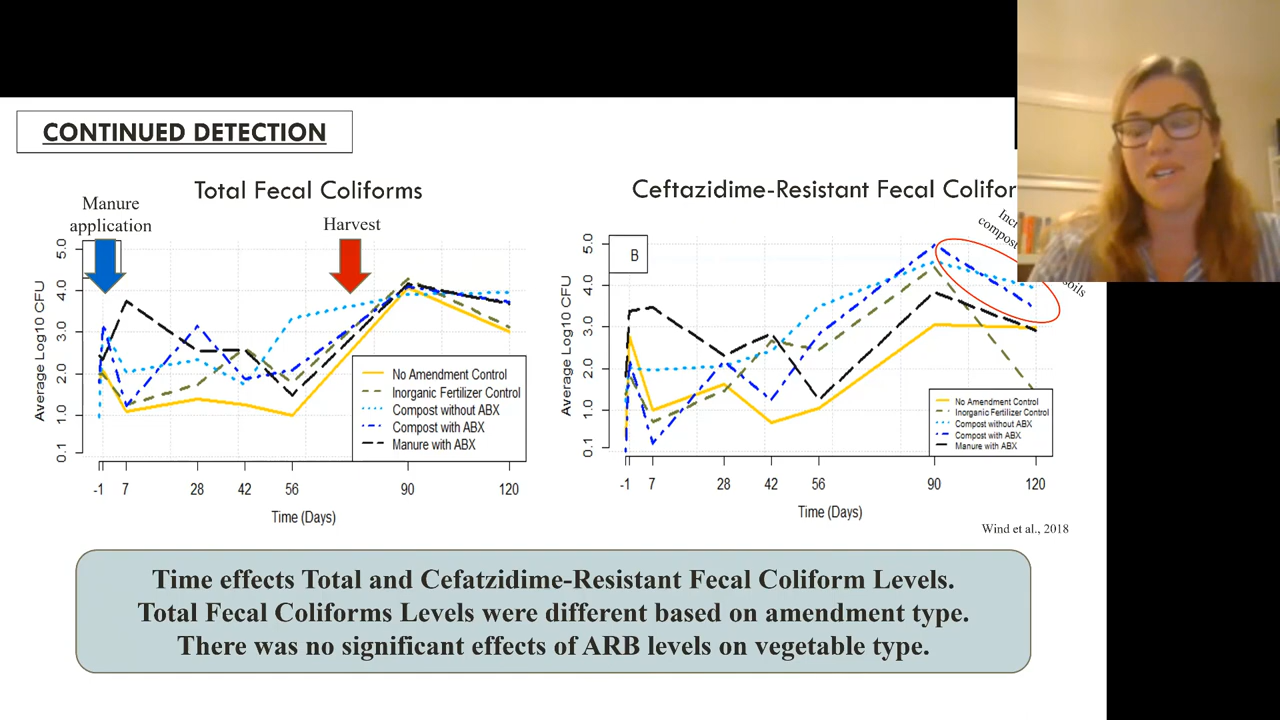 CONTINUED DETECTION
Total Fecal Coliforms
Manure
application
Harvest
Average Log10 CFU
5.0
4.0
3.0
2.0
1.0
0.1
No Amendment Control
Inorganic Fertilizer Control
Compost without ABX
Compost with ABX
Manure with ABX
-1 7 28 42 56 90 120
Time (Days)
Ceftazidime-Resistant Fecal Colifor
B
compost
soils
Average Log10 CFU
5.0
4.0
3.0
2.0
1.0
0.1
No Amendment Control
Inorganic Fertilizer Control
Compost without ABX
Compost with ABX
Manure with ABX
-1 7 28 42 56 90 120
Time (Days)
Wind et al., 2018
Time effects Total and Cefatzidime-Resistant Fecal Coliform Levels.
Total Fecal Coliforms Levels were different based on amendment type.
There was no significant effects of ARB levels on vegetable type.